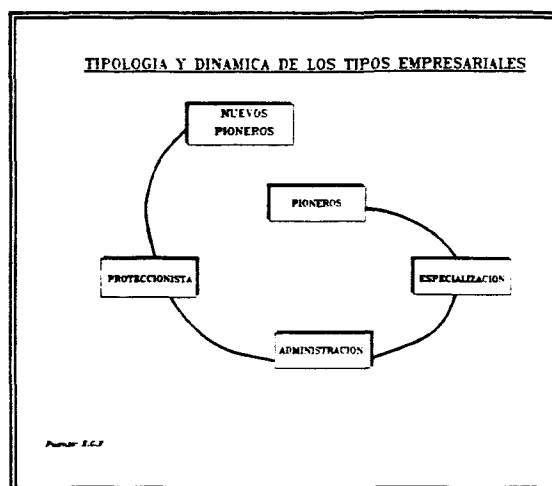 TIPOLOGIA Y DINAMICA DE LOS TIPOS EMPRESARIALES
NUEVOS
PIONEROS
PIONEROS
PROTECCIONISTA
ESPECIALIZACION
ADMINISTRACION